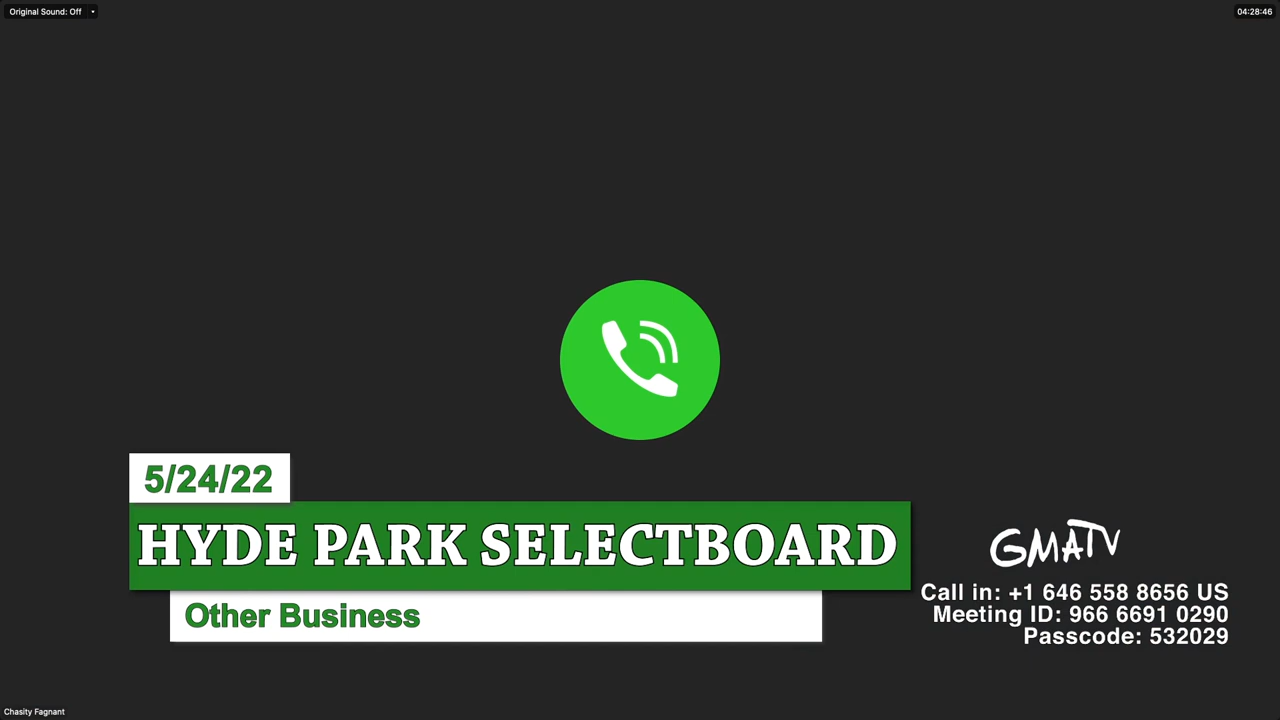 Original Sound: Off
04:28:46
5/24/22
HYDE PARK SELECTBOARD
Other Business
GMATV
Call in: +1 646 558 8656 US
Meeting ID: 966 6691 0290
Passcode: 532029
Chasity Fagnant